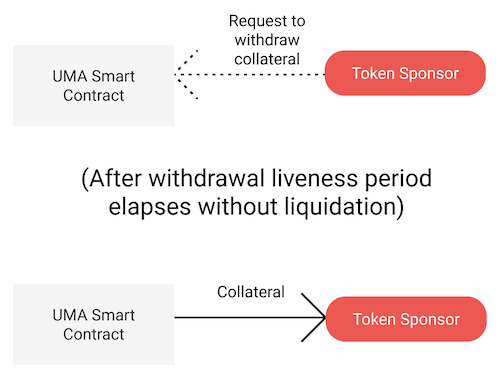 Request to
withdraw
collateral
UMA Smart
Contract
Token Sponsor
(After withdrawal liveness period
elapses without liquidation)
Collateral
UMA Smart
Contract
Token Sponsor